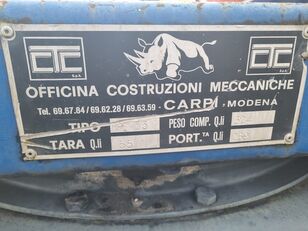 CTC CTC
S.p.A. S.p.A.
OFFICINA COSTRUZIONI MECCANICHE
Tel. 69.67.84 / 69.62.28 / 69.63.59 - CARPI - MODENA
TIPO PESO COMP. Q.li
TARA Q.li PORT.TA Q.li